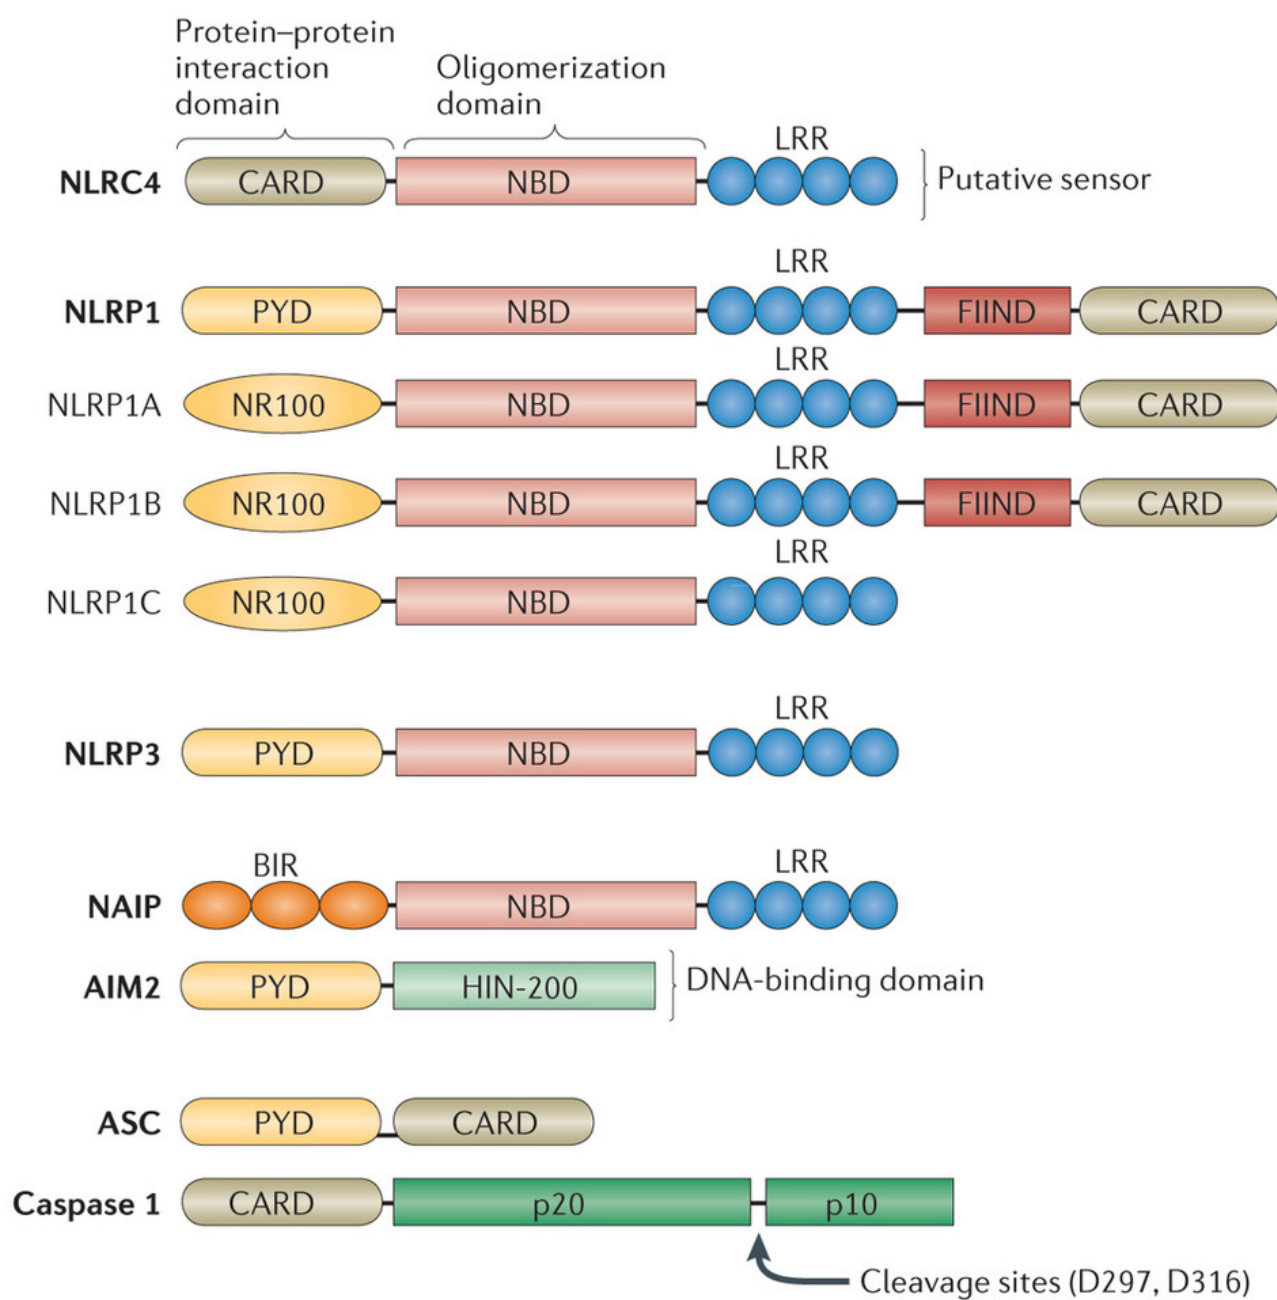 Protein–protein
interaction
domain
Oligomerization
domain
LRR
NLRC4 CARD NBD Putative sensor
LRR
NLRP1 PYD NBD FIIND CARD
LRR
NLRP1A NR100 NBD FIIND CARD
LRR
NLRP1B NR100 NBD FIIND CARD
LRR
NLRP1C NR100 NBD
LRR
NLRP3 PYD NBD
BIR LRR
NAIP NBD
AIM2 PYD HIN-200 DNA-binding domain
ASC PYD CARD
Caspase 1 CARD p20 p10
Cleavage sites (D297, D316)